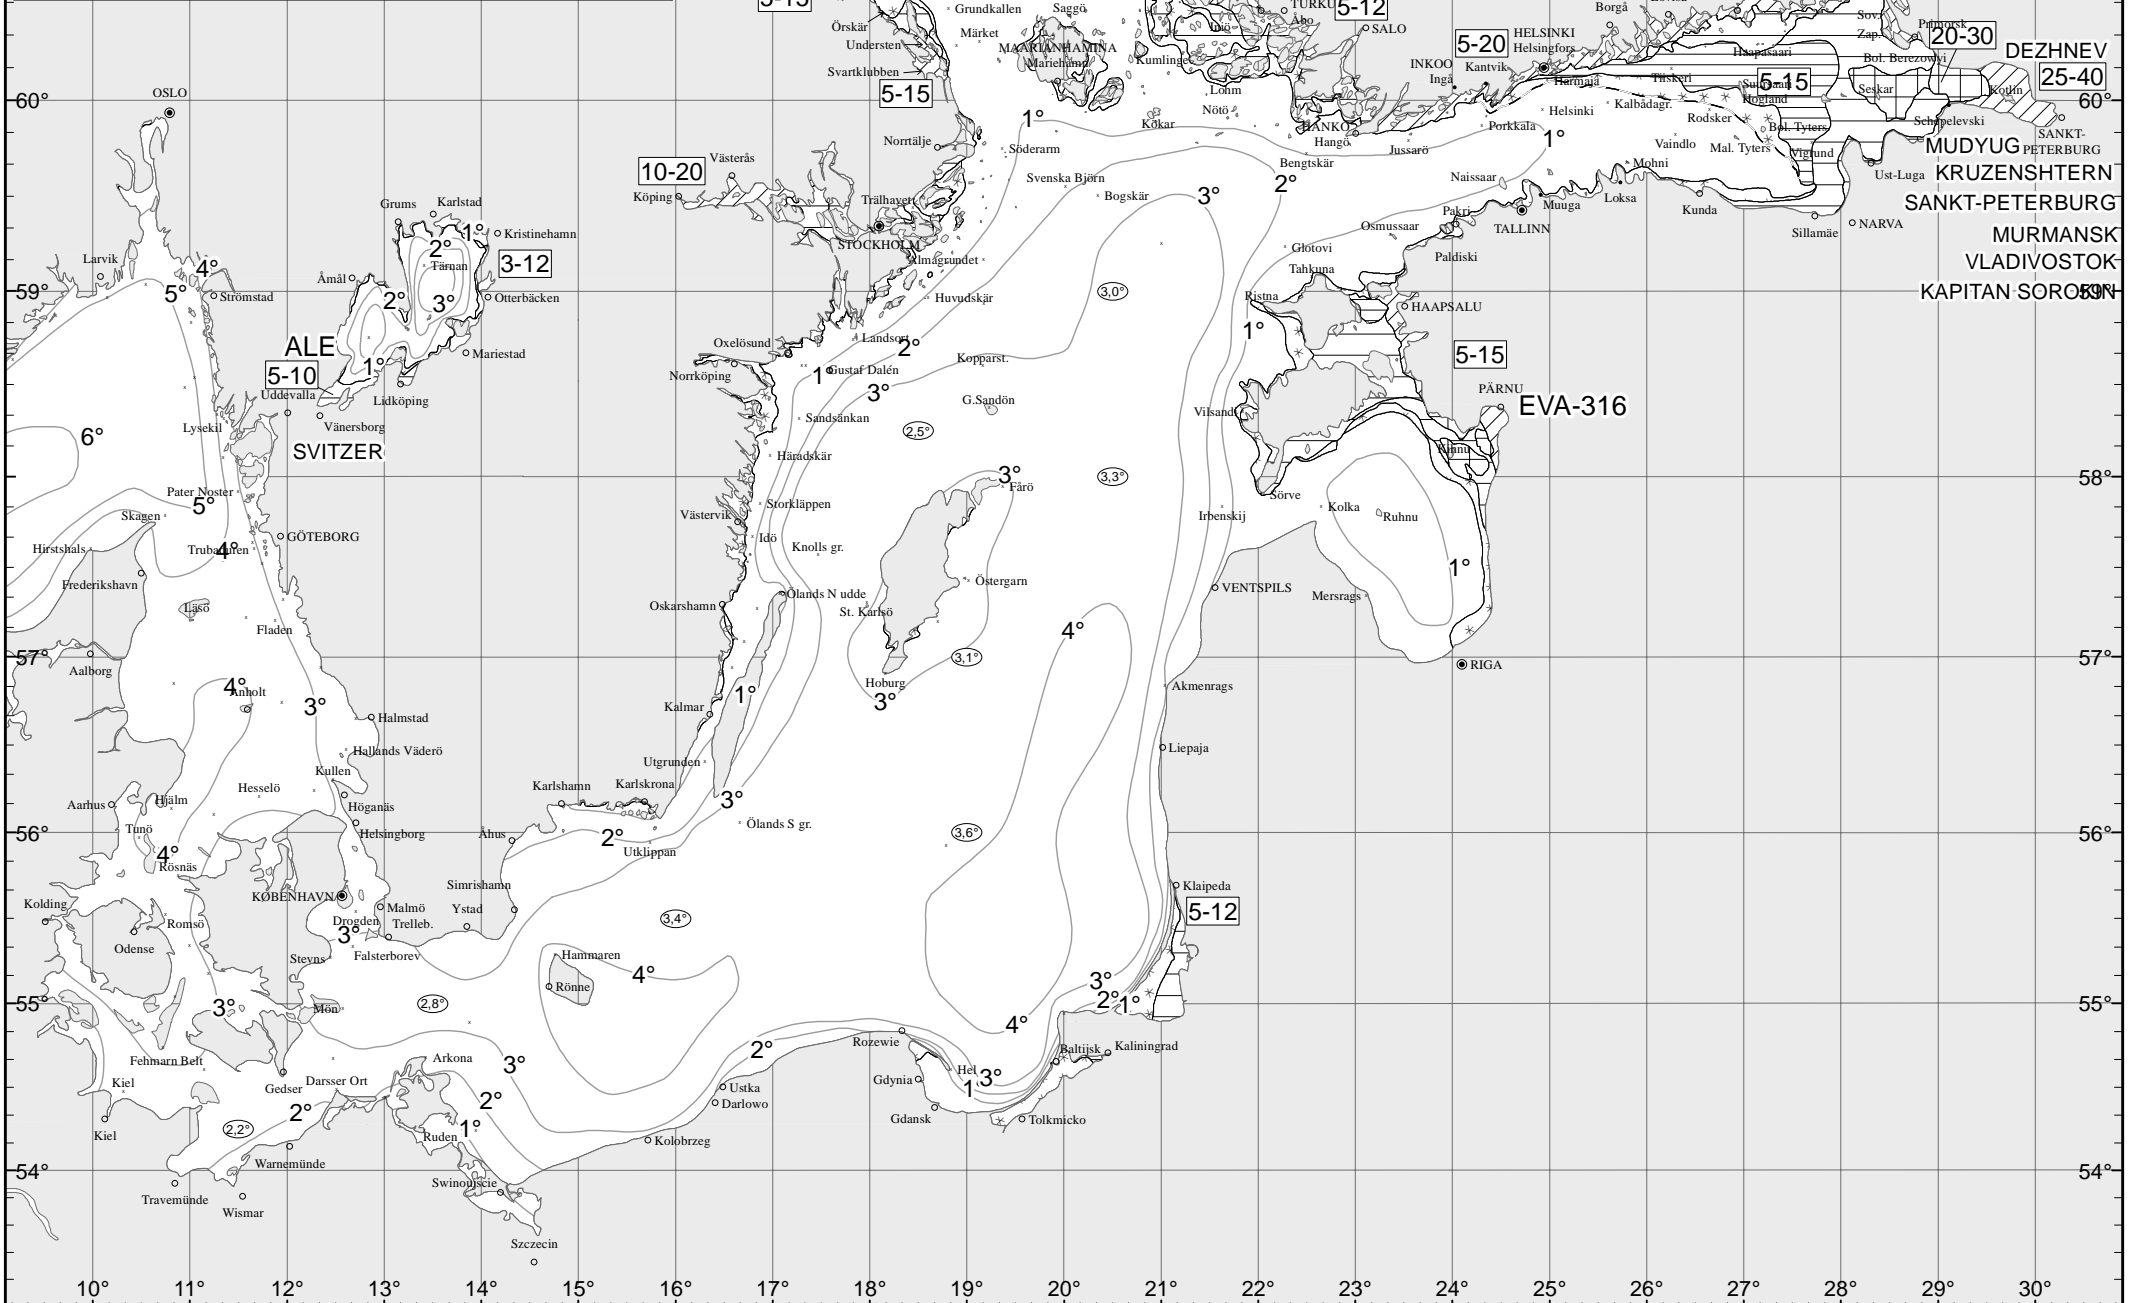 5-15
Grundkallen
Saggö
TURKU
Åbo
5-12
Borgå
Örskär
Märket
Iniö
SALO
Sov.
Primorsk
Understen
MAARIANHAMINA
Mariehamn
Kumlinge
5-20
HELSINKI
Helsingfors
Zap.
20-30
DEZHNEV
Haapasaari
Bol. Berezowyi
Svartklubben
INKOO
Ingå
Kantvik
25-40
5-15
Lohm
Harmaja
Tiiskeri
5-15
Hogland
Seskar
Kotlin
OSLO
60°
60°
Nötö
Helsinki
Kalbådagr.
1°
Kökar
HANKO
Hangö
Porkkala
Rodsker
Bol. Tyters
Schepelevski
SANKT-
PETERBURG
Norrtälje
Söderarm
Jussarö
1°
Vaindlo
Mal. Tyters
Vigrund
MUDYUG
Västerås
10-20
Bengtskär
Mohni
Ust-Luga
KRUZENSHTERN
Köping
Svenska Björn
2°
Naissaar
Trälhavet
Bogskär
3°
Loksa
Kunda
SANKT-PETERBURG
Grums
Karlstad
Pakri
Muuga
STOCKHOLM
Osmussaar
TALLINN
Sillamäe
NARVA
1°
Kristinehamn
MURMANSK
2°
Glotovi
Larvik
4°
Tärnan
3-12
Almagrundet
Tahkuna
Paldiski
VLADIVOSTOK
Åmål
5°
Strömstad
59°
2°
3°
Otterbäcken
Huvudskär
3,0°
Ristna
HAAPSALU
KAPITAN SOROKIN
59°
1°
ALE
Oxelösund
Landsort
2°
Mariestad
Kopparst.
5-15
5-10
1°
Norrköping
1
Gustaf Dalén
3°
PÄRNU
Uddevalla
Lidköping
G.Sandön
EVA-316
Vänersborg
Sandsänkan
Vilsandi
Lysekil
6°
2,5°
SVITZER
Kihnu
Häradskär
58°
3°
3,3°
58°
Pater Noster
5°
Fårö
Sörve
Skagen
Västervik
Storkläppen
Irbenskij
Kolka
Ruhnu
GÖTEBORG
Idö
Hirtshals
Trubaduren
4°
Knolls gr.
1°
Frederikshavn
Östergarn
VENTSPILS
Mersrags
Läsö
Oskarshamn
Ölands N udde
St. Karlsö
Fladen
4°
57°
3,1°
57°
Aalborg
RIGA
4°
Anholt
1°
Hoburg
Akmenrags
3°
Kalmar
3°
Halmstad
Hallands Väderö
Liepaja
Kullen
Utgrunden
Hesselö
Karlshamn
Karlskrona
Aarhus
Hjälm
Höganäs
3°
Tunö
Helsingborg
Åhus
2°
Ölands S gr.
56°
3,6°
56°
4°
Rösnäs
Utklippan
Simrishamn
KØBENHAVN
Klaipeda
Kolding
Malmö
Ystad
Drogden
Trelleb.
5-12
Romsö
3°
3,4°
Odense
Stevns
Falsterborev
Hammaren
4°
3°
Rönne
55°
3°
Mön
2,8°
2°
1°
55°
4°
Rozewie
Baltijsk
Kaliningrad
Fehmarn Belt
Arkona
3°
2°
Kiel
Gedser
Darsser Ort
Hel
3°
Gdynia
1
2°
2°
Ustka
Darlowo
Gdansk
Tolkmicko
Kiel
2,2°
Ruden
1°
Kolobrzeg
Warnemünde
54°
54°
Swinoujscie
Travemünde
Wismar
Szczecin
10° 11° 12° 13° 14° 15° 16° 17° 18° 19° 20° 21° 22° 23° 24° 25° 26° 27° 28° 29° 30°